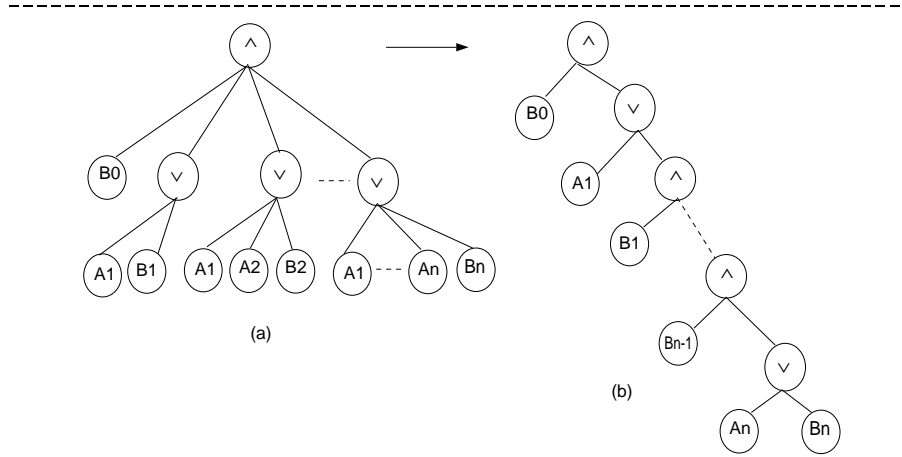 ∧
B0 ∨ ∨ ∨
A1 B1 A1 A2 B2 A1 An Bn
(a)
∧
B0 ∨
A1 ∧
B1
∧
Bn-1 ∨
(b)
An Bn